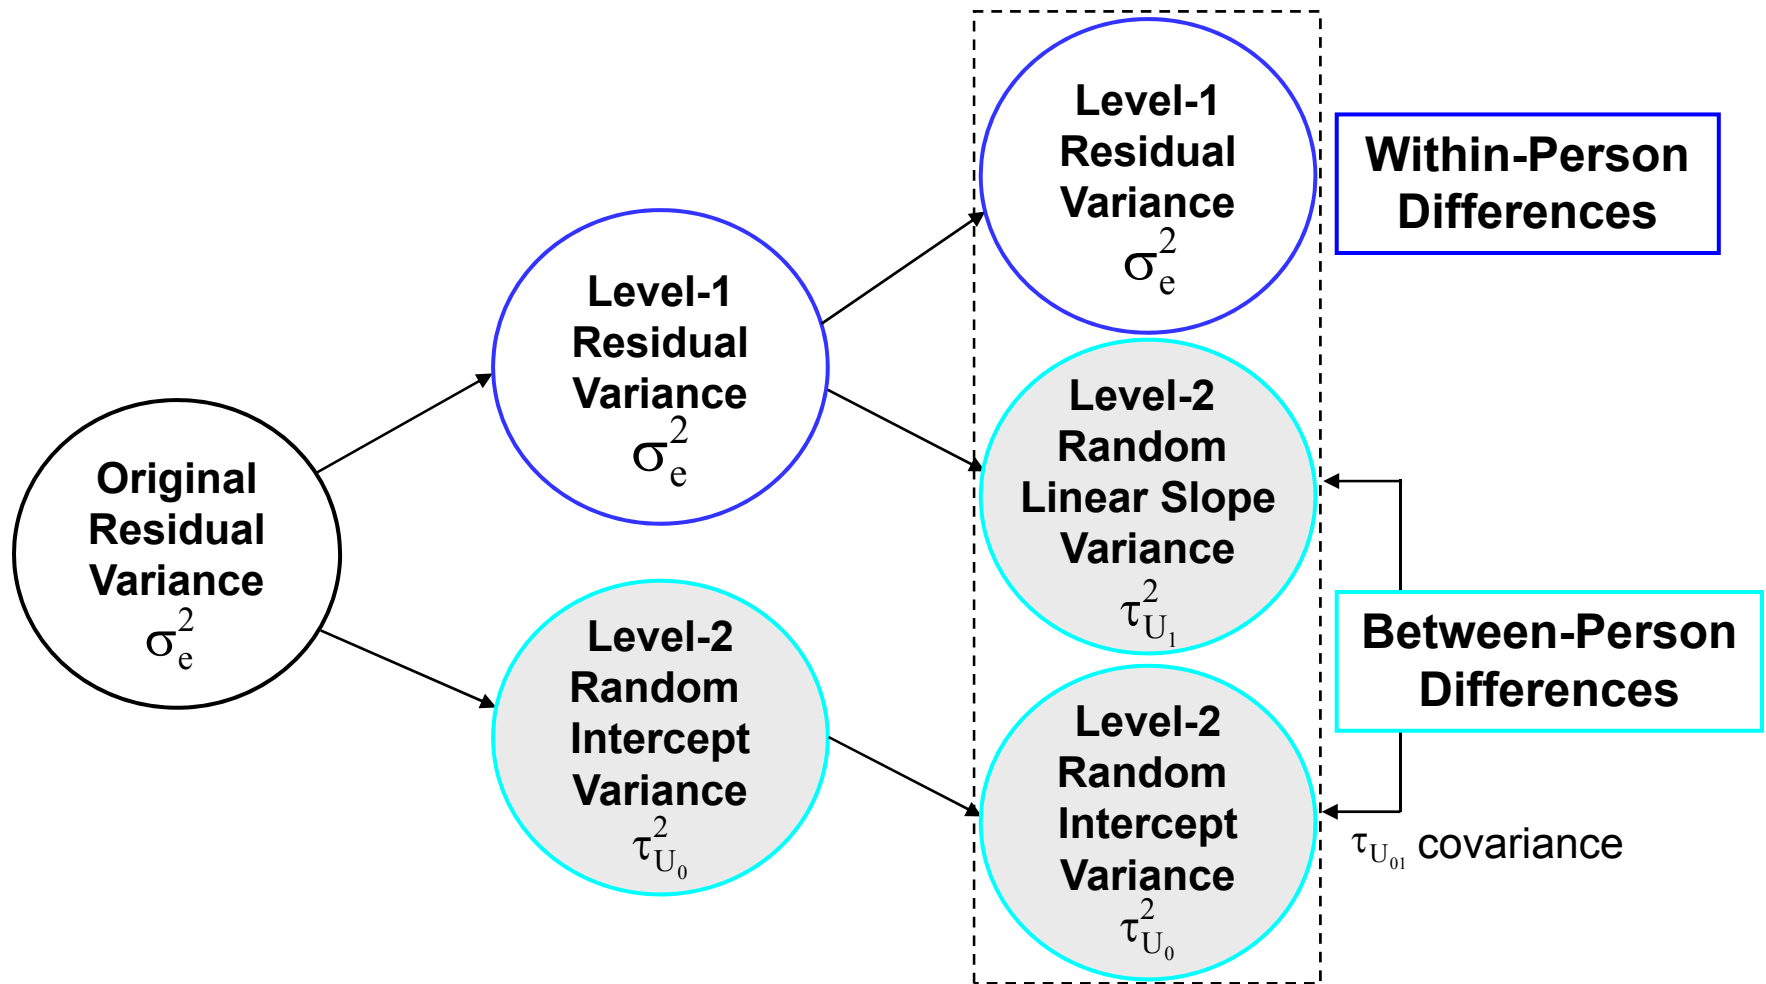 Original
Residual
Variance
σ²ₑ
Level-1
Residual
Variance
σ²ₑ
Level-2
Random
Intercept
Variance
τ²U₀
Level-1
Residual
Variance
σ²ₑ
Level-2
Random
Linear Slope
Variance
τ²U₁
Level-2
Random
Intercept
Variance
τ²U₀
Within-Person
Differences
Between-Person
Differences
τU₀₁ covariance